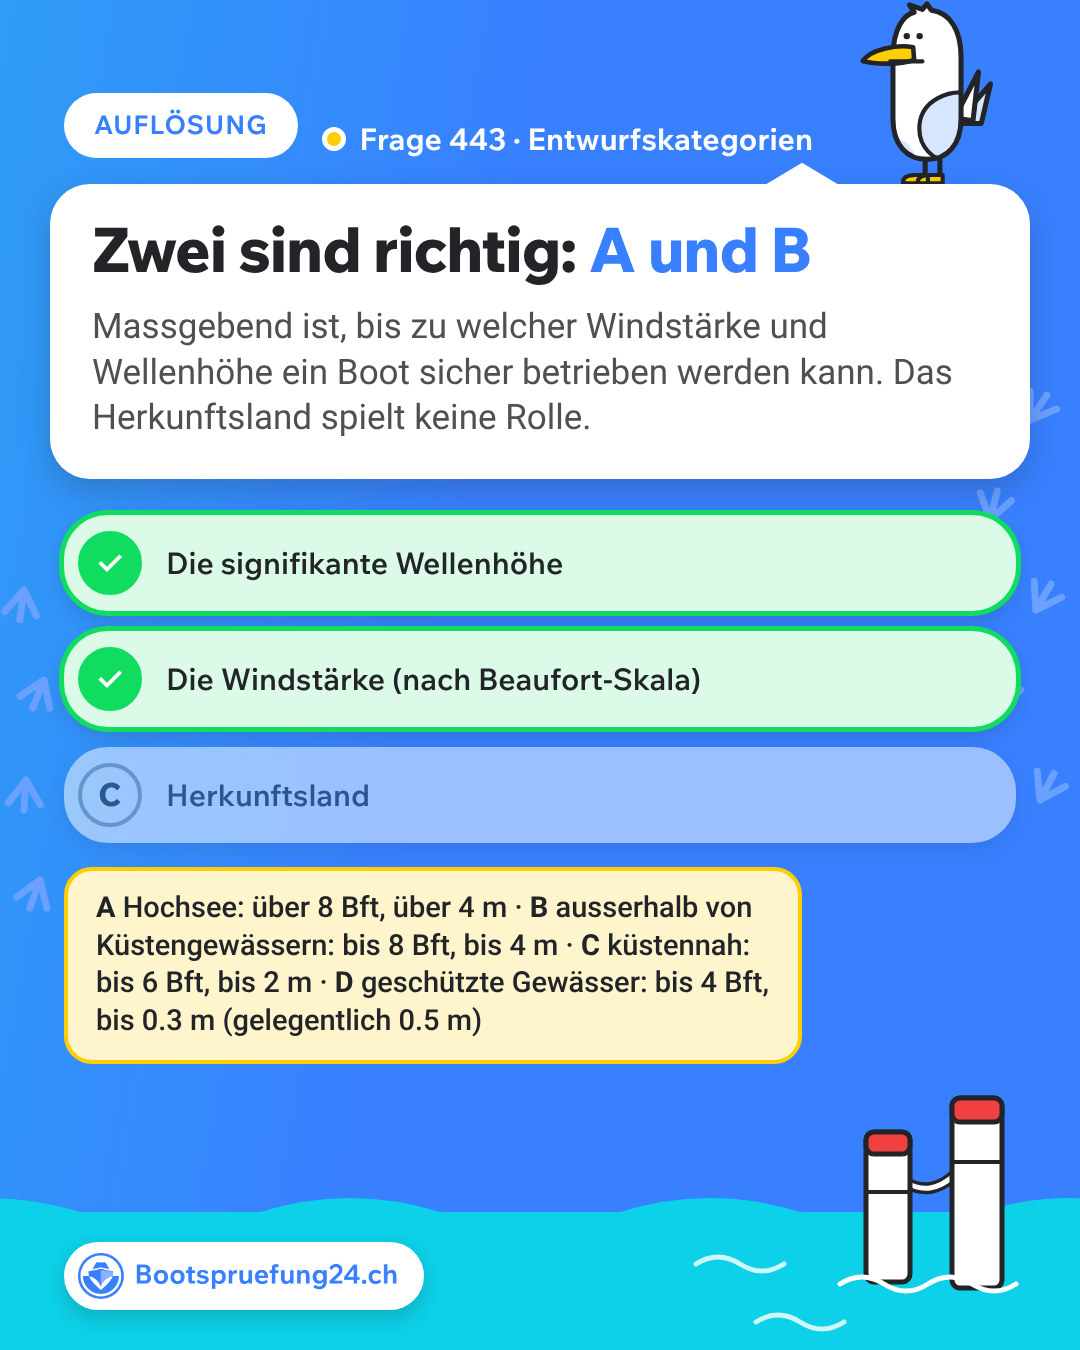 AUFLÖSUNG
Frage 443 · Entwurfskategorien
Zwei sind richtig: A und B
Massgebend ist, bis zu welcher Windstärke und
Wellenhöhe ein Boot sicher betrieben werden kann. Das
Herkunftsland spielt keine Rolle.
Die signifikante Wellenhöhe
Die Windstärke (nach Beaufort-Skala)
C Herkunftsland
A Hochsee: über 8 Bft, über 4 m · B ausserhalb von
Küstengewässern: bis 8 Bft, bis 4 m · C küstennah:
bis 6 Bft, bis 2 m · D geschützte Gewässer: bis 4 Bft,
bis 0.3 m (gelegentlich 0.5 m)
Bootspruefung24.ch